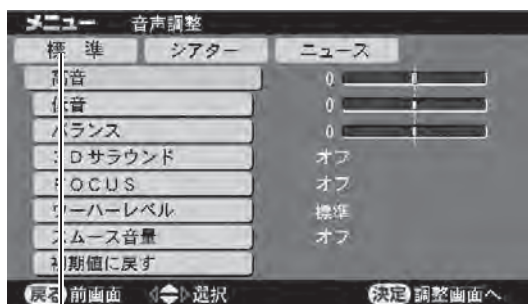 メニュー 音声調整
標準 シアター ニュース
高音 0
低音 0
バランス 0
3Dサラウンド オフ
FOCUS オフ
ウーハーレベル 標準
スムース音量 オフ
初期値に戻す
戻る 前画面 選択 決定 調整画面へ